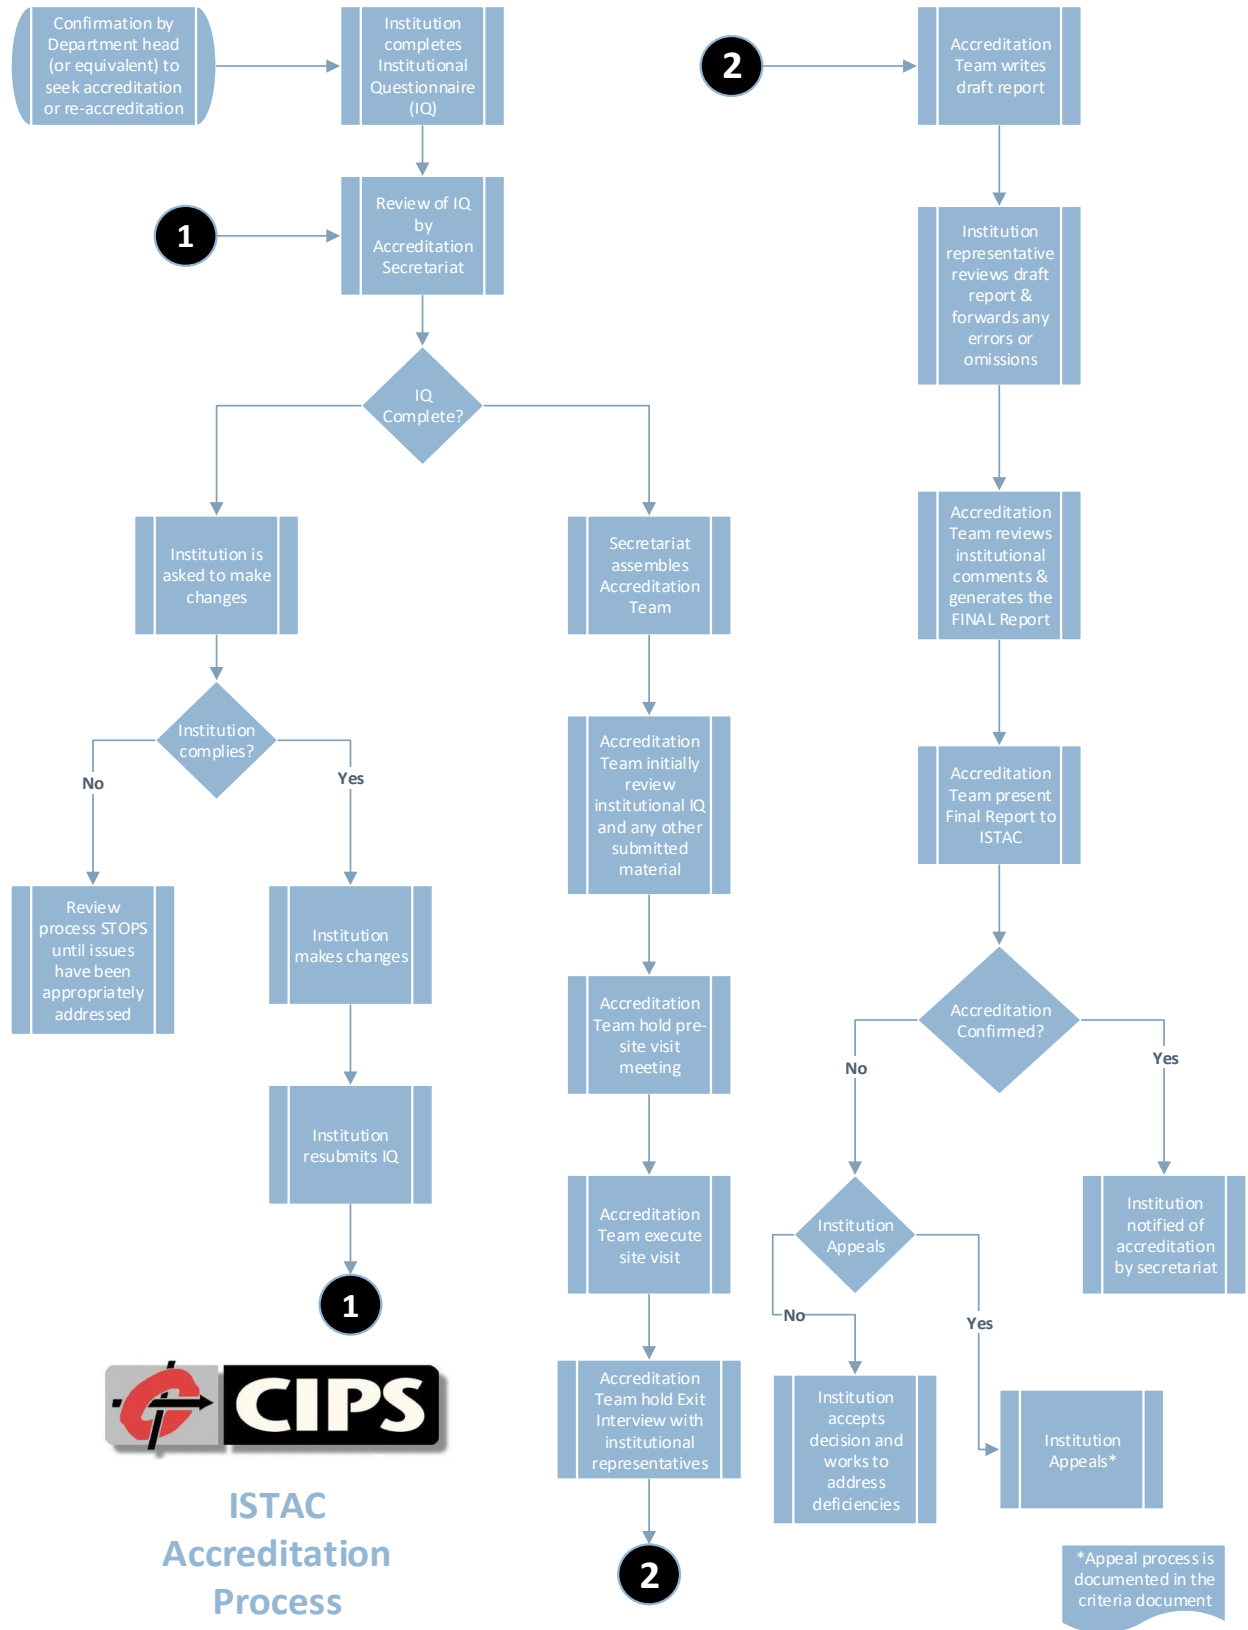 Confirmation by
Department head
(or equivalent) to
seek accreditation
or re-accreditation
Institution
completes
Institutional
Questionnaire
(IQ)
1
Review of IQ
by
Accreditation
Secretariat
IQ
Complete?
Institution is
asked to make
changes
Institution
complies?
No
Yes
Review
process STOPS
until issues
have been
appropriately
addressed
Institution
makes changes
Institution
resubmits IQ
1
Secretariat
assembles
Accreditation
Team
Accreditation
Team initially
review
institutional IQ
and any other
submitted
material
Accreditation
Team hold pre-
site visit
meeting
Accreditation
Team execute
site visit
Accreditation
Team hold Exit
Interview with
institutional
representatives
2
2
Accreditation
Team writes
draft report
Institution
representative
reviews draft
report &
forwards any
errors or
omissions
Accreditation
Team reviews
institutional
comments &
generates the
FINAL Report
Accreditation
Team present
Final Report to
ISTAC
Accreditation
Confirmed?
No
Yes
Institution
Appeals
Institution
notified of
accreditation
by secretariat
No
Yes
Institution
accepts
decision and
works to
address
deficiencies
Institution
Appeals*
*Appeal process is
documented in the
criteria document
CIPS
ISTAC
Accreditation
Process